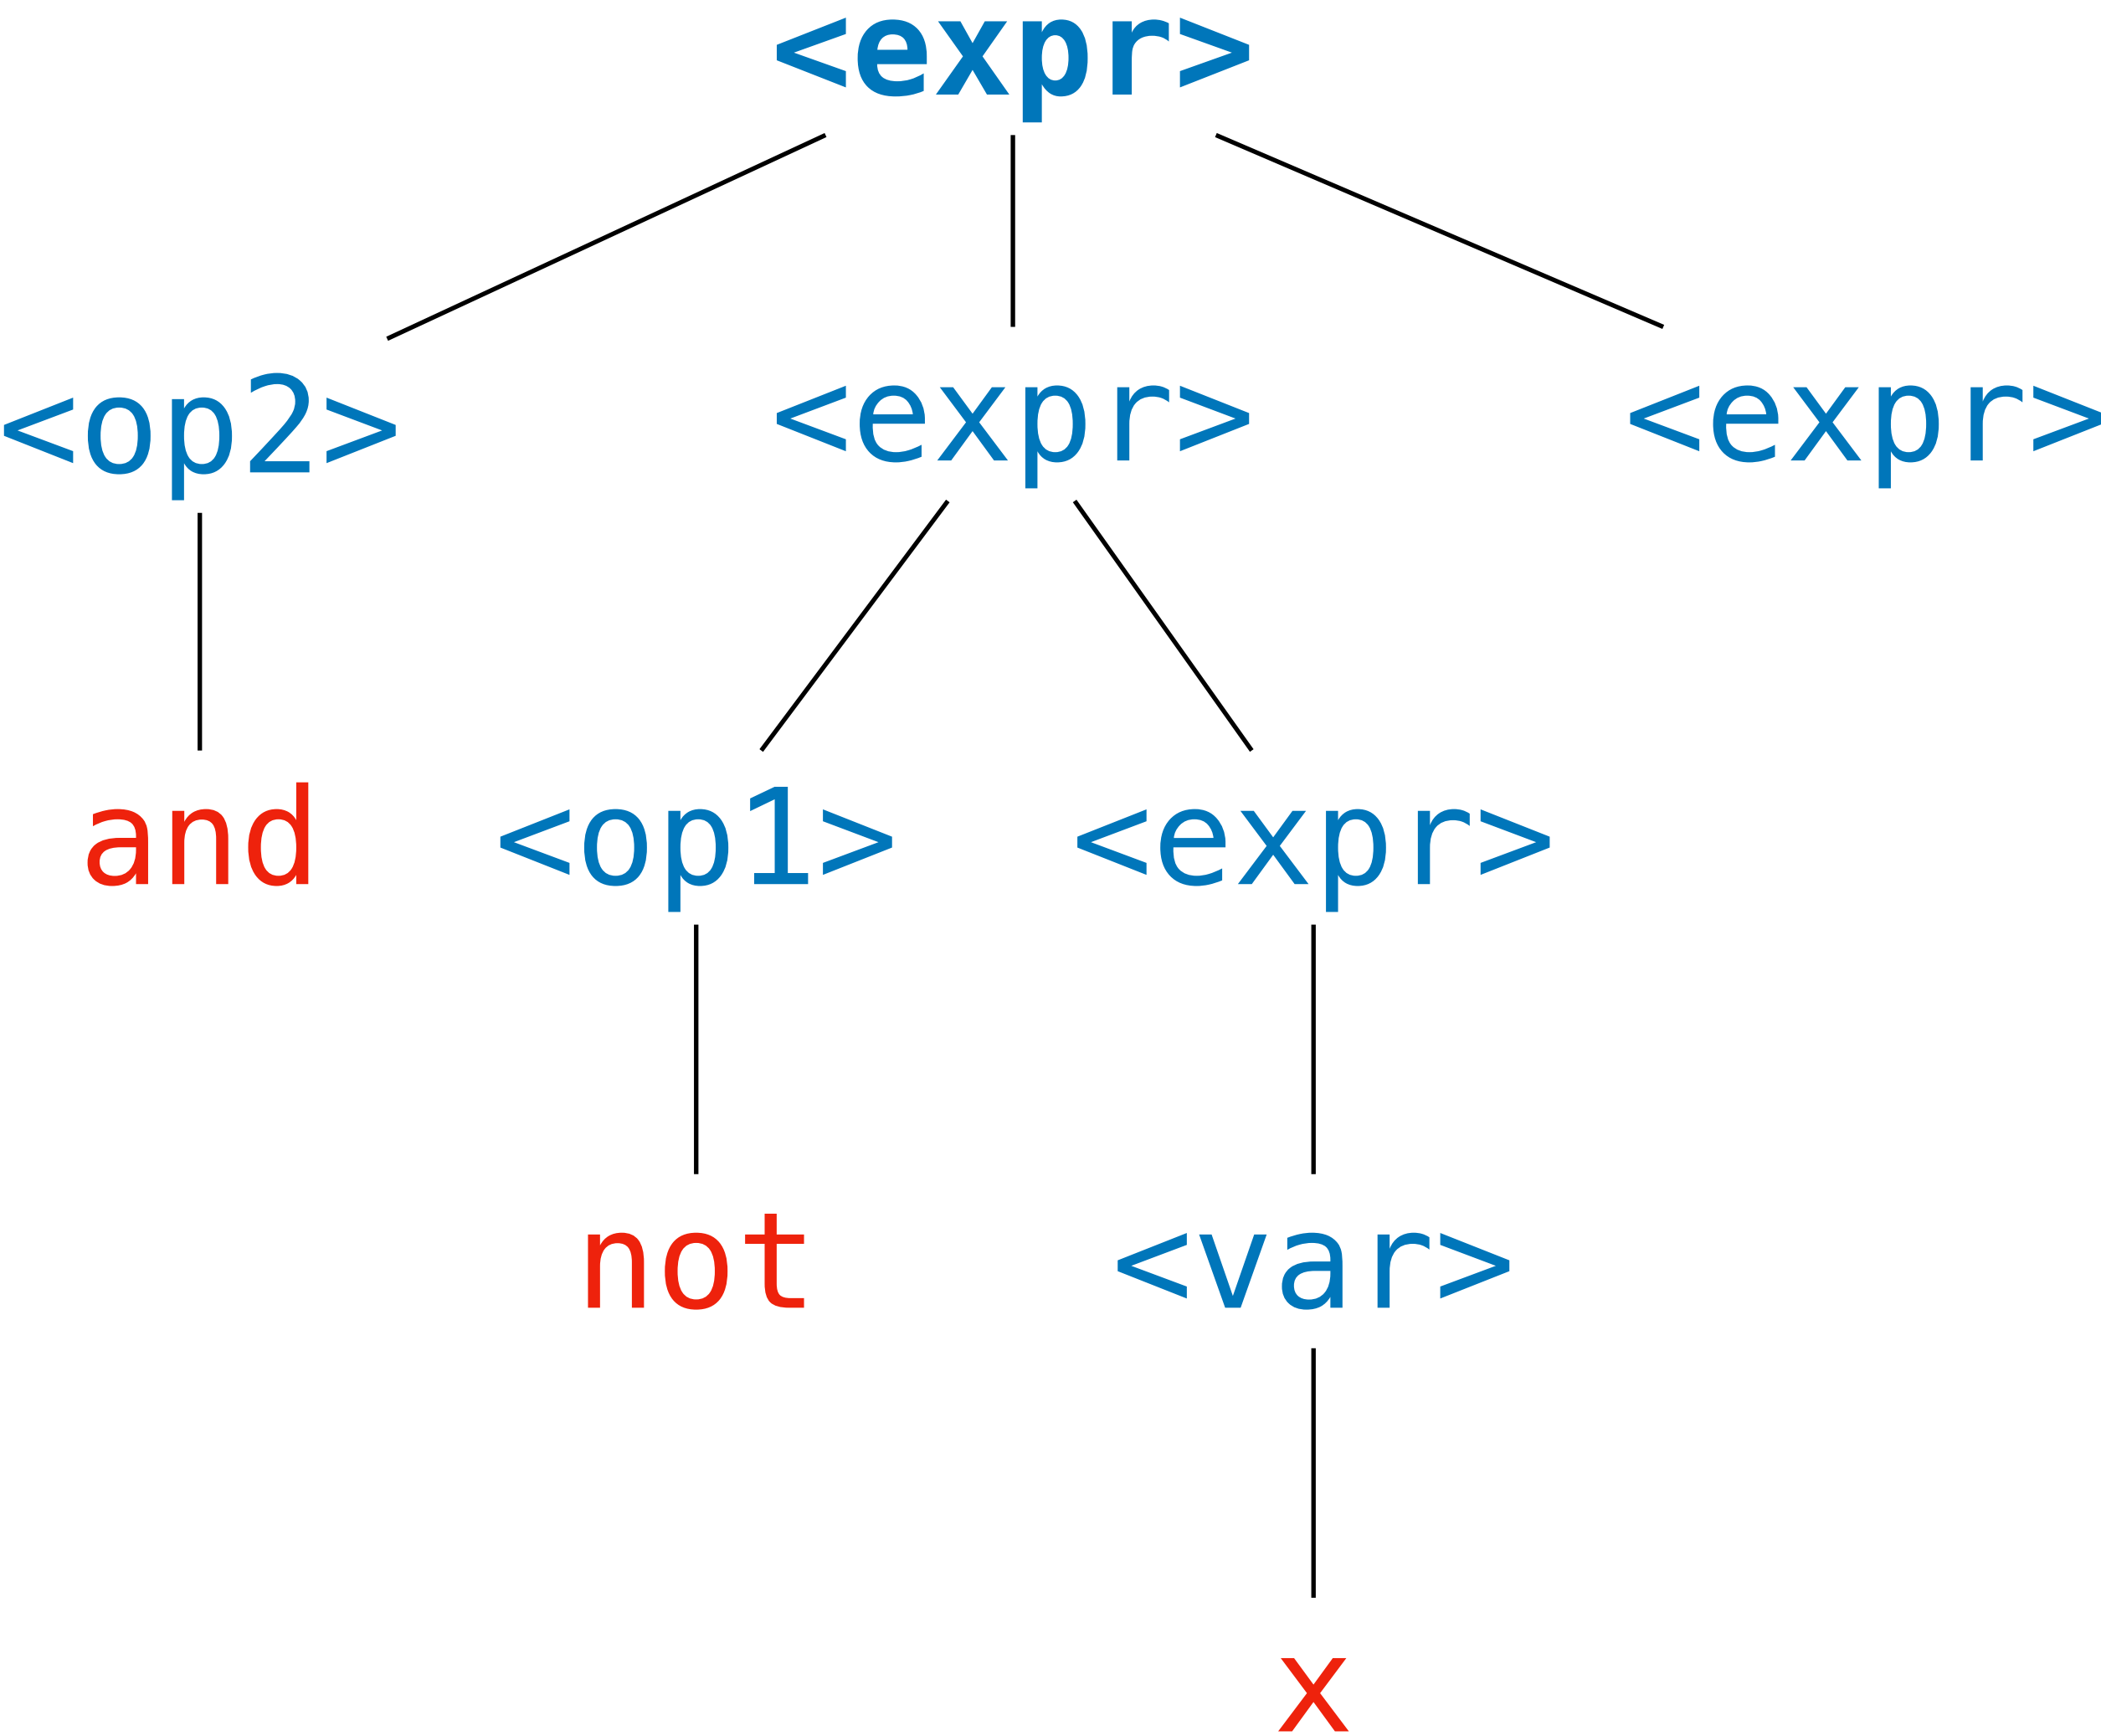 <expr>
<op2> <expr> <expr>
and <op1> <expr>
not <var>
x